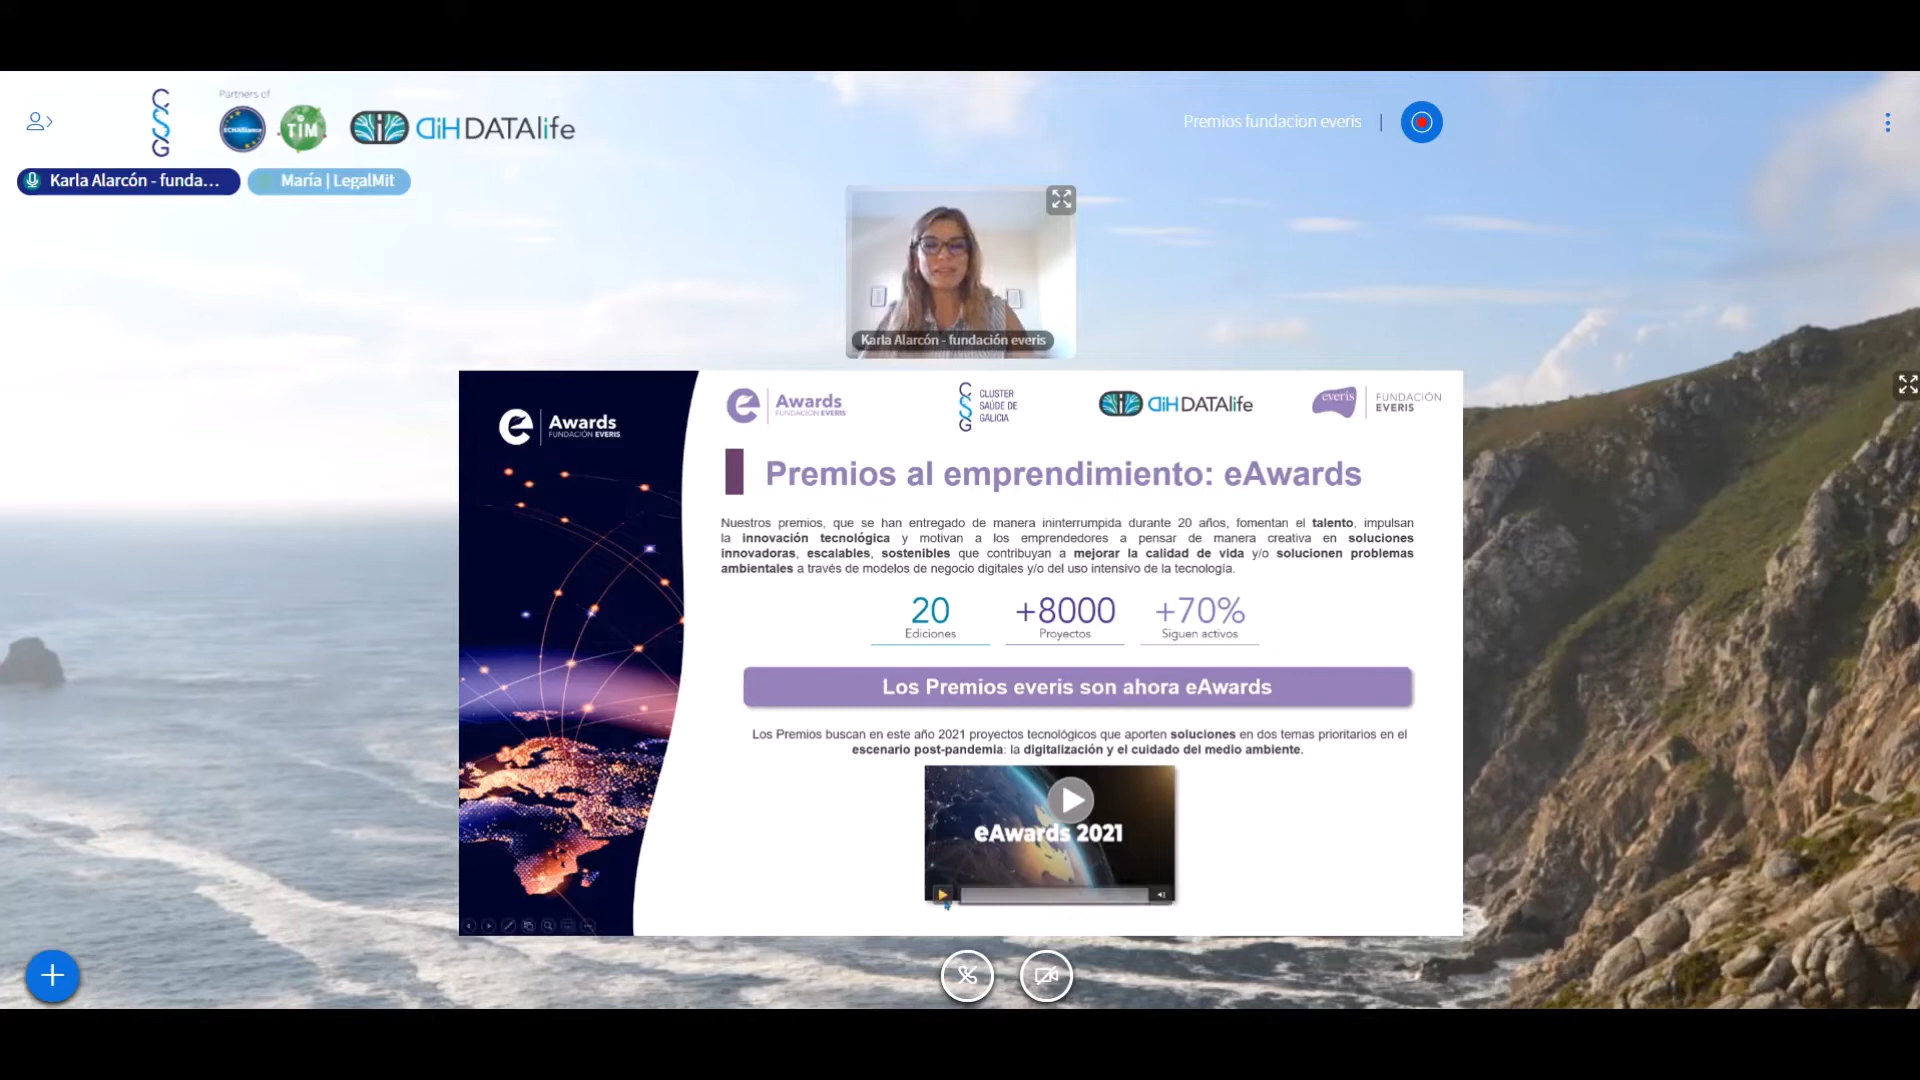 Partners of
ECHAlliance
TIM
DiHDATAlife
CSG
Premios fundacion everis
Karla Alarcón - funda...
María | LegalMit
Karla Alarcón - fundación everis
e Awards
FUNDACIÓN EVERIS
e Awards
FUNDACIÓN EVERIS
CSG
CLUSTER
SAÚDE DE
GALICIA
DiHDATAlife
everis
FUNDACIÓN
EVERIS
Premios al emprendimiento: eAwards
Nuestros premios, que se han entregado de manera ininterrumpida durante 20 años, fomentan el talento, impulsan
la innovación tecnológica y motivan a los emprendedores a pensar de manera creativa en soluciones
innovadoras, escalables, sostenibles que contribuyan a mejorar la calidad de vida y/o solucionen problemas
ambientales a través de modelos de negocio digitales y/o del uso intensivo de la tecnología.
20 +8000 +70%
Ediciones Proyectos Siguen activos
Los Premios everis son ahora eAwards
Los Premios buscan en este año 2021 proyectos tecnológicos que aporten soluciones en dos temas prioritarios en el
escenario post-pandemia: la digitalización y el cuidado del medio ambiente.
eAwards 2021